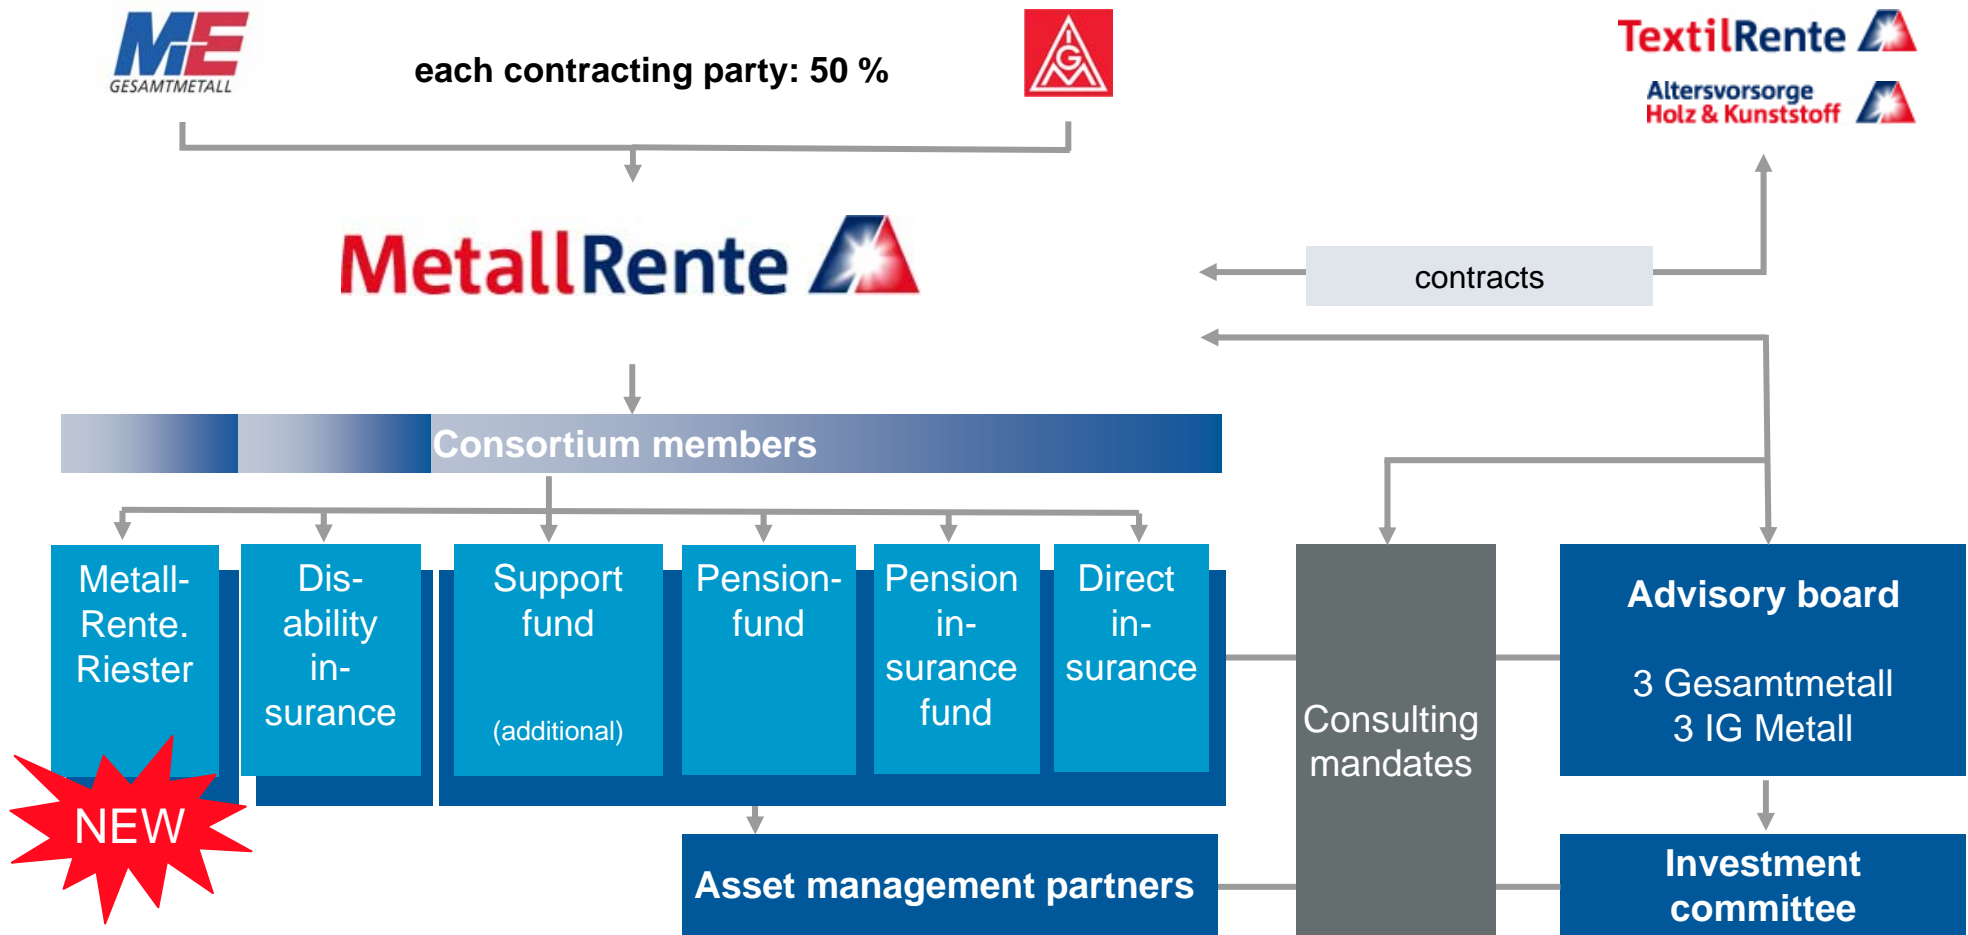 ME
GESAMTMETALL
each contracting party: 50 %
IGM
TextilRente
Altersvorsorge
Holz & Kunststoff
MetallRente
contracts
Consortium members
Metall-
Rente.
Riester
Dis-
ability
in-
surance
Support
fund
(additional)
Pension-
fund
Pension
in-
surance
fund
Direct
in-
surance
Consulting
mandates
Advisory board
3 Gesamtmetall
3 IG Metall
NEW
Asset management partners
Investment
committee